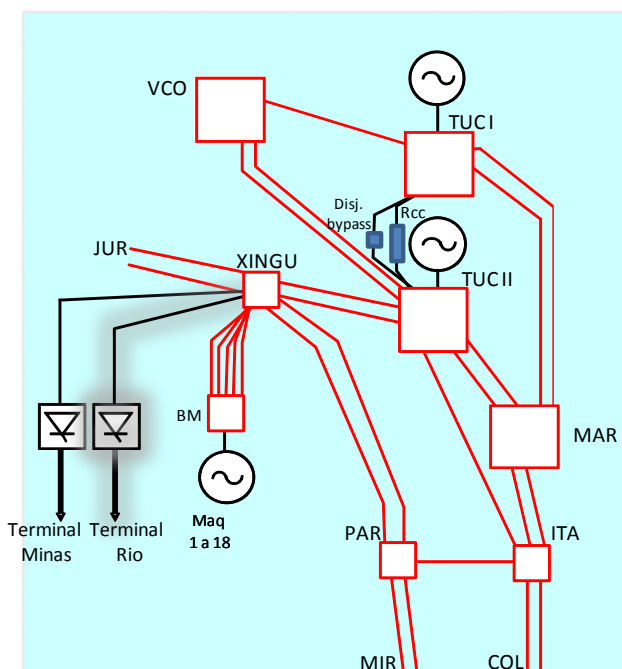 VCO
TUC I
Disj.
bypass
Rcc
JUR
XINGU
TUC II
BM
MAR
Maq
1 a 18
Terminal
Minas
Terminal
Rio
PAR
ITA
MIR
COL